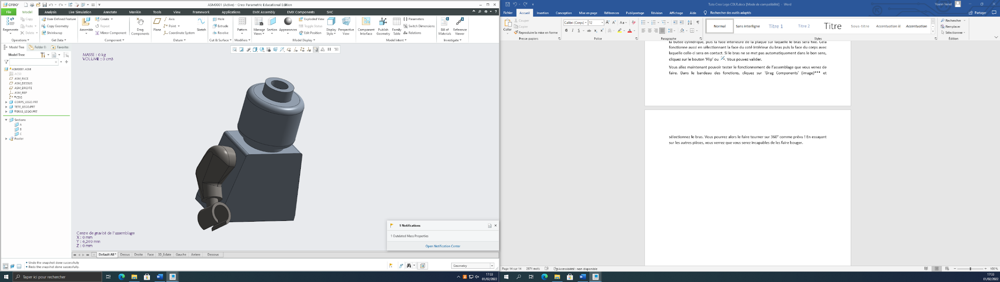 creo
ASM0001 (Active) - Creo Parametric Educational Edition
File Model Analysis Live Simulation Annotate Manikin Tools View Framework Applications EMX Assembly EMX Components SHC
Regenerate
Copy
Paste
Delete
Operations
User-Defined Feature
Copy Geometry
Shrinkwrap
Get Data
Assemble
Create
Repeat
Mirror Component
Component
Drag Components
Plane
Axis
Point
Coordinate System
Sketch
Datum
Hole
Extrude
Revolve
Cut & Surface
Pattern
Modifiers
Manage Views
Section
Appearances
Exploded View
Toggle Status
Edit Position
Display Style
Perspective View
Model Display
Component Interface
Publish Geometry
Family Table
Parameters
Switch Dimensions
d= Relations
Model Intent
Bill of Materials
Reference Viewer
Investigate
Model Tree
Folder B
Favorite
Model Tree
ASM0001.ASM
ACS0
ASM_FACE
ASM_DESSUS
ASM_DROITE
ASM_REP
CDG
CORPS_LEGO.PRT
TETE_LEGO.PRT
BRAS_LEGO.PRT
Sections
A
B
C
Footer
MASSE : 0 kg
VOLUME : 0 cm3
Centre de gravité de l'assemblage
X : 0 mm
Y : 6,269 mm
Z : 0 mm
1 Notifications
1 Outdated Mass Properties
Open Notification Center
Default All * Dessus Droite Face 3D_Eclate Gauche Arriere Dessous
• Undo the snapshot done successfully
• Redo the snapshot done successfully.
Geometry
Taper ici pour rechercher
17:33
01/02/2022
Tuto Creo Lego CDLR.docx [Mode de compatibilité] - Word
Yoann Venet
Fichier Accueil Insertion Conception Mise en page Références Publipostage Révision Affichage Aide Rechercher des outils adaptés
Partager
Coller
Couper
Copier
Reproduire la mise en forme
Presse-papiers
Calibri (Corps) 12
G I S ab x, x²
Police
Paragraphe
Normal Sans interligne Titre 1 Titre 2 Titre Sous-titre Accentuation lé Accentuation
Styles
Rechercher
Remplacer
Sélectionner
Édition
la butée cylindrique, puis la face intérieure de la plaque sur laquelle le bras sera fixé. Cela
fonctionne aussi en sélectionnant la face du coté intérieur du bras puis la face du corps avec
laquelle celle-ci sera en contact. Si le bras ne se met pas automatiquement dans le bon sens,
cliquez sur le bouton 'Flip' ou . Vous pouvez valider.
Vous allez maintenant pouvoir tester le fonctionnement de l'assemblage que vous venez de
faire. Dans le bandeau des fonctions, cliquez sur 'Drag Components' (image)*** et
sélectionnez le bras. Vous pourrez alors le faire tourner sur 360° comme prévu ! En essayant
sur les autres pièces, vous verrez que vous serez incapables de les faire bouger.
Page 14 sur 14 2871 mots Accessibilité : non disponible
100 %
17:33
01/02/2022